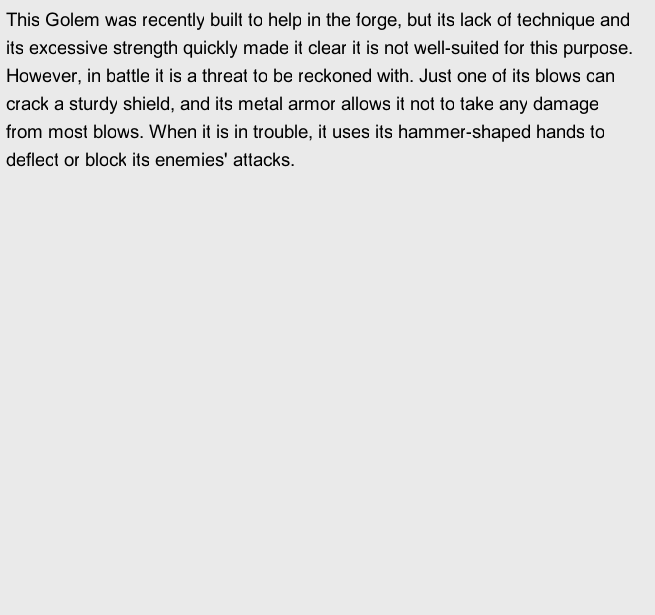 This Golem was recently built to help in the forge, but its lack of technique and
its excessive strength quickly made it clear it is not well-suited for this purpose.
However, in battle it is a threat to be reckoned with. Just one of its blows can
crack a sturdy shield, and its metal armor allows it not to take any damage
from most blows. When it is in trouble, it uses its hammer-shaped hands to
deflect or block its enemies' attacks.